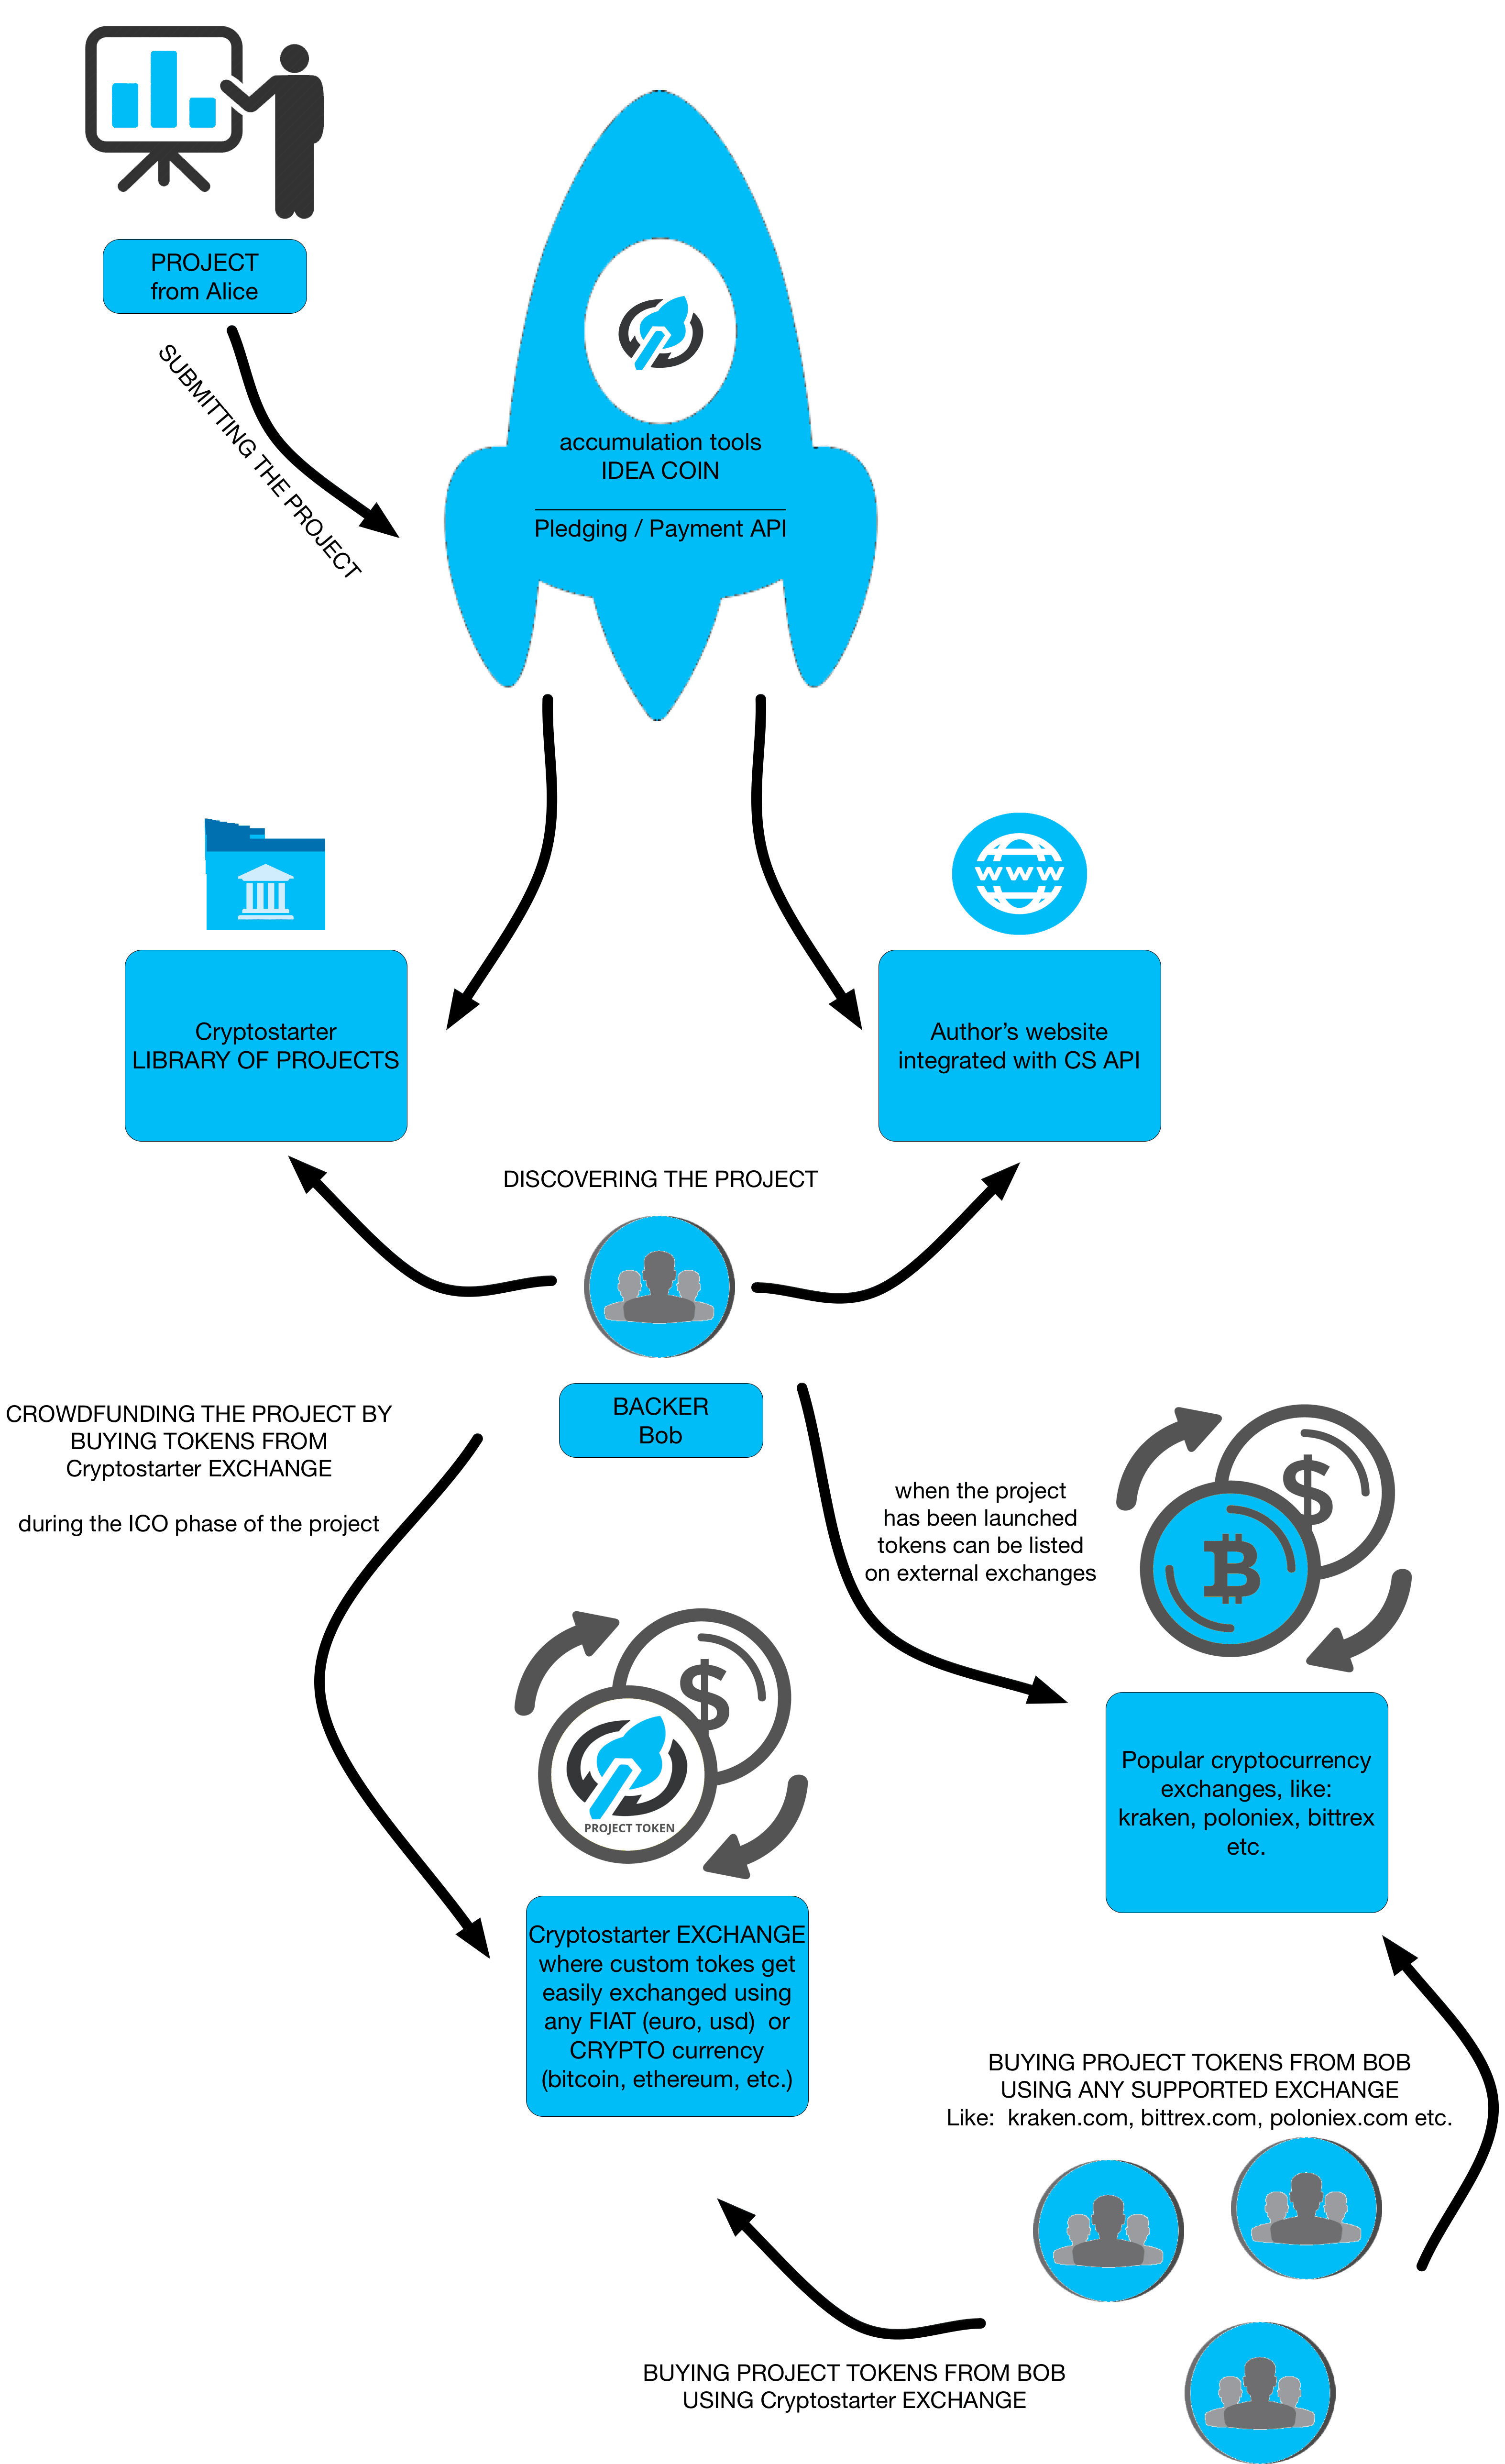 PROJECT
from Alice
SUBMITTING THE PROJECT
accumulation tools
IDEA COIN
Pledging / Payment API
www
Cryptostarter
LIBRARY OF PROJECTS
Author's website
integrated with CS API
DISCOVERING THE PROJECT
BACKER
Bob
CROWDFUNDING THE PROJECT BY
BUYING TOKENS FROM
Cryptostarter EXCHANGE
during the ICO phase of the project
when the project
has been launched
tokens can be listed
on external exchanges
$
B
$
PROJECT TOKEN
Popular cryptocurrency
exchanges, like:
kraken, poloniex, bittrex
etc.
Cryptostarter EXCHANGE
where custom tokes get
easily exchanged using
any FIAT (euro, usd)  or
CRYPTO currency
(bitcoin, ethereum, etc.)
BUYING PROJECT TOKENS FROM BOB
USING ANY SUPPORTED EXCHANGE
Like:  kraken.com, bittrex.com, poloniex.com etc.
BUYING PROJECT TOKENS FROM BOB
USING Cryptostarter EXCHANGE